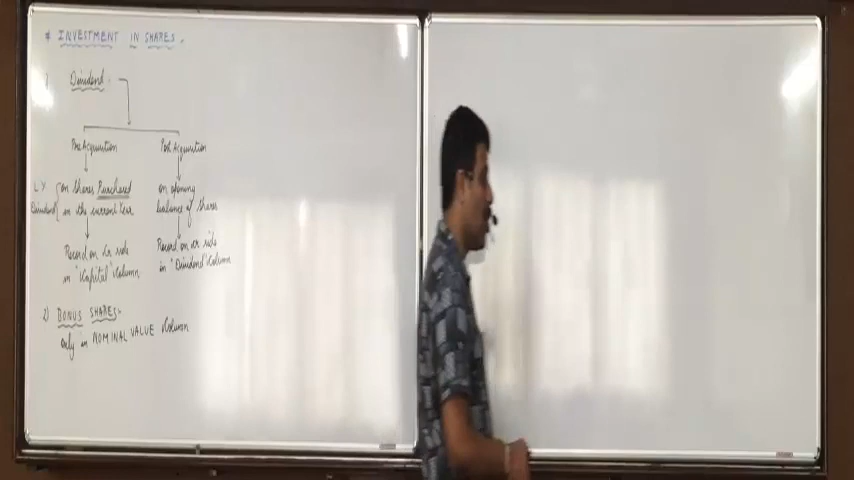 # INVESTMENT IN SHARES.
1) Dividend
Pre Acquisition
Post Acquisition
L.Y Dividend
on Shares Purchased
in the current Year
Record on Cr side
in "Capital" Column
on opening
balance of Shares
Record on Cr side
in "Dividend" Column
2) BONUS SHARES-
only in NOMINAL VALUE Column